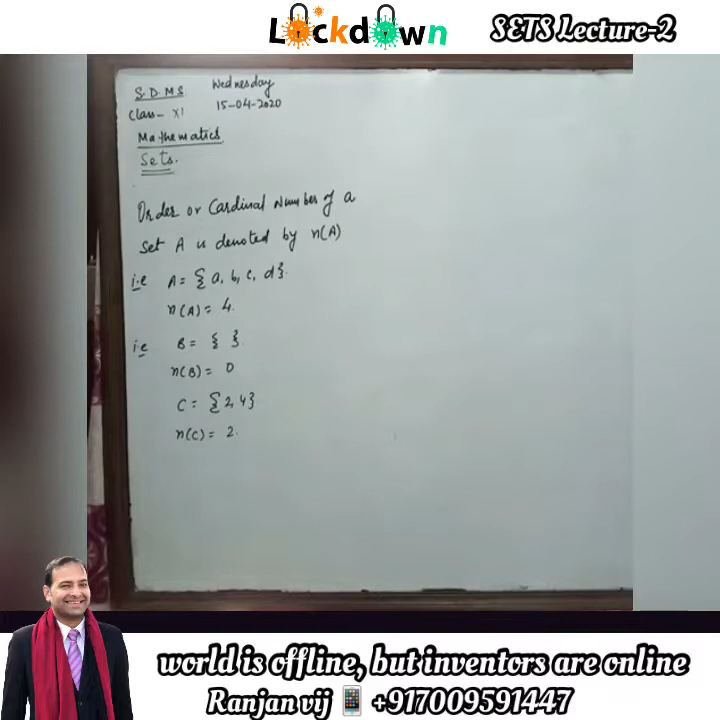 Lockdown
SETS Lecture-2
S.D.M.S Wednesday
Class- XI 15-04-2020
Mathematics
Sets.
Order or Cardinal Number of a
Set A is denoted by n(A)
i.e A = { a, b, c, d}.
n(A) = 4.
i.e B = { }.
n(B) = 0
C = {2, 4}
n(C) = 2.
world is offline, but inventors are online
Ranjan vij 📱 +917009591447